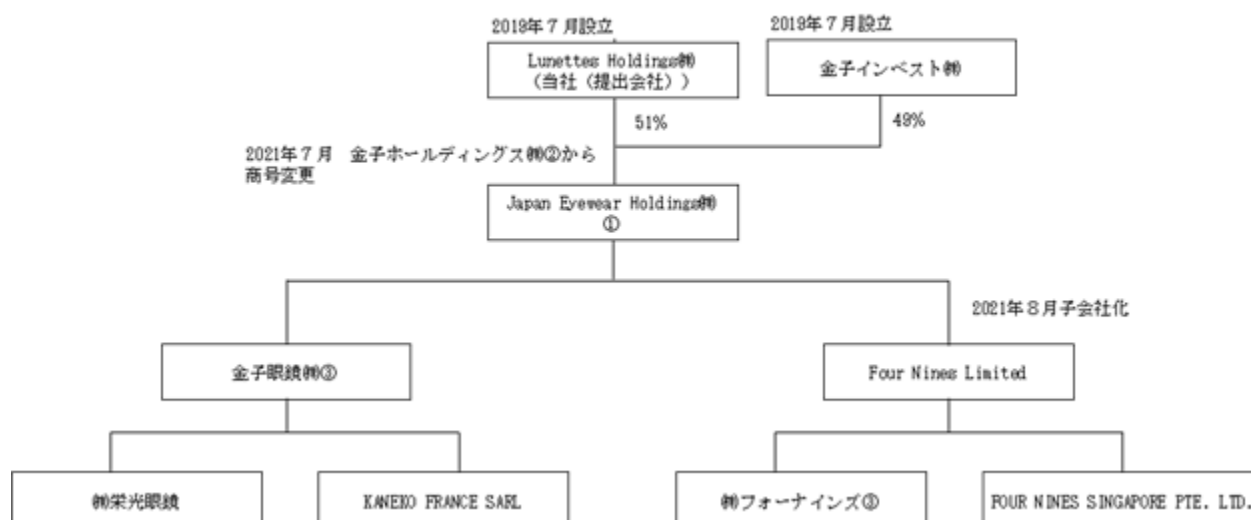 2019年7月設立
2019年7月設立
Lunettes Holdings㈱
(当社(提出会社))
金子インベスト㈱
51%
49%
2021年7月 金子ホールディングス㈱②から
商号変更
Japan Eyewear Holdings㈱
①
2021年8月子会社化
金子眼鏡㈱③
Four Nines Limited
㈱栄光眼鏡
KANEKO FRANCE SARL
㈱フォーナインズ③
FOUR NINES SINGAPORE PTE. LTD.